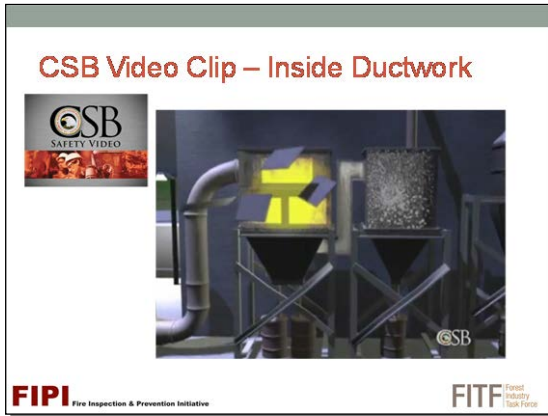 CSB Video Clip – Inside Ductwork
CSB
SAFETY VIDEO
CSB
FIPI Fire Inspection & Prevention Initiative
FITF Forest
Industry
Task Force